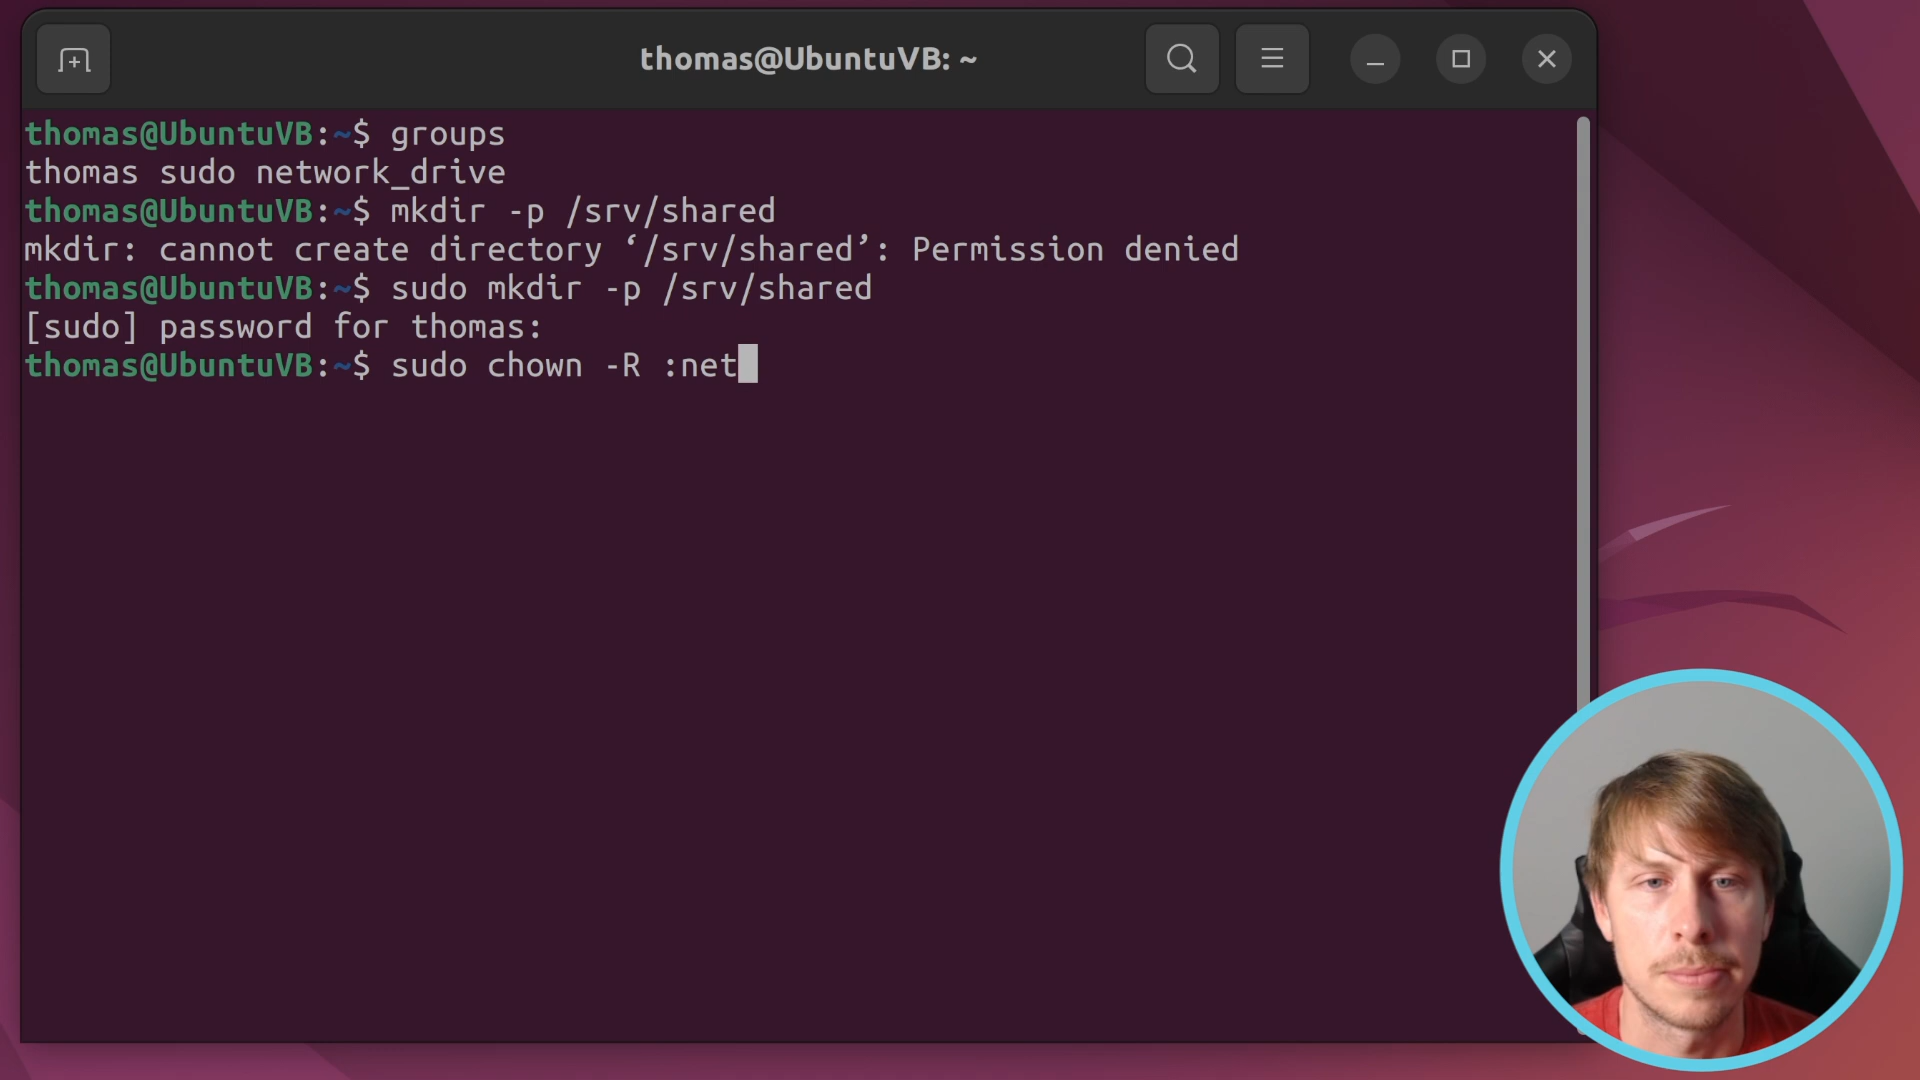 thomas@UbuntuVB: ~
thomas@UbuntuVB:~$ groups
thomas sudo network_drive
thomas@UbuntuVB:~$ mkdir -p /srv/shared
mkdir: cannot create directory ‘/srv/shared’: Permission denied
thomas@UbuntuVB:~$ sudo mkdir -p /srv/shared
[sudo] password for thomas:
thomas@UbuntuVB:~$ sudo chown -R :net